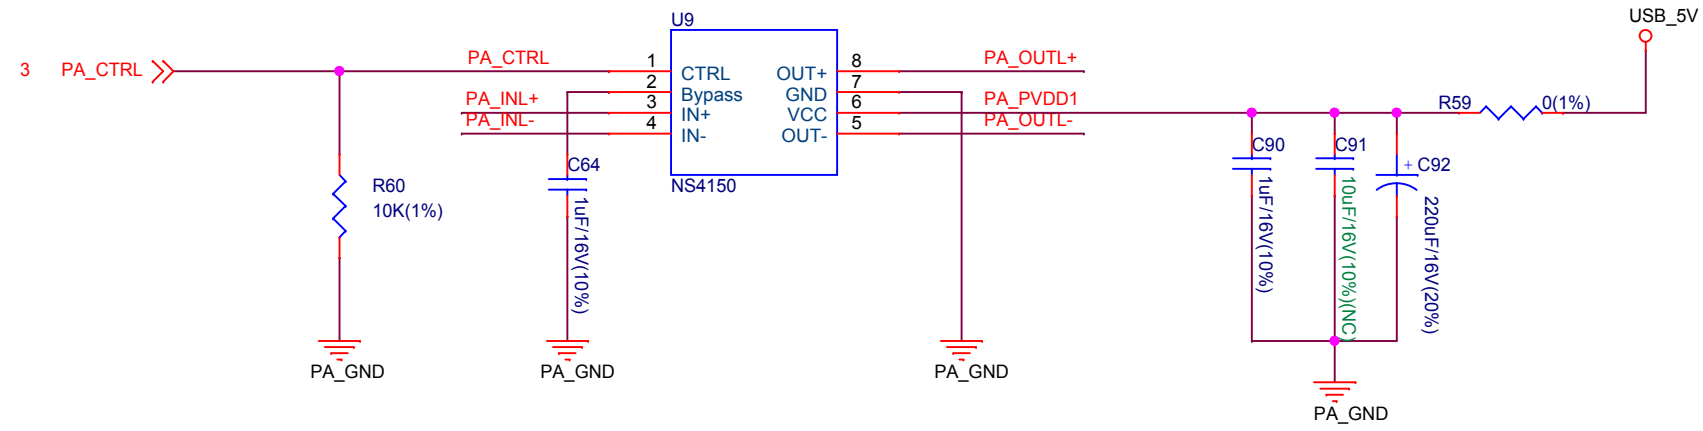 USB_5V
U9
3 PA_CTRL
PA_CTRL
1
CTRL
OUT+
8
PA_OUTL+
2
Bypass
GND
7
PA_INL+
3
IN+
VCC
6
PA_PVDD1
PA_INL-
4
IN-
OUT-
5
PA_OUTL-
R59
0(1%)
C90
C91
+ C92
C64
NS4150
R60
10K(1%)
1uF/16V(10%)
1uF/16V(10%)
10uF/16V(10%)(NC)
220uF/16V(20%)
PA_GND
PA_GND
PA_GND
PA_GND